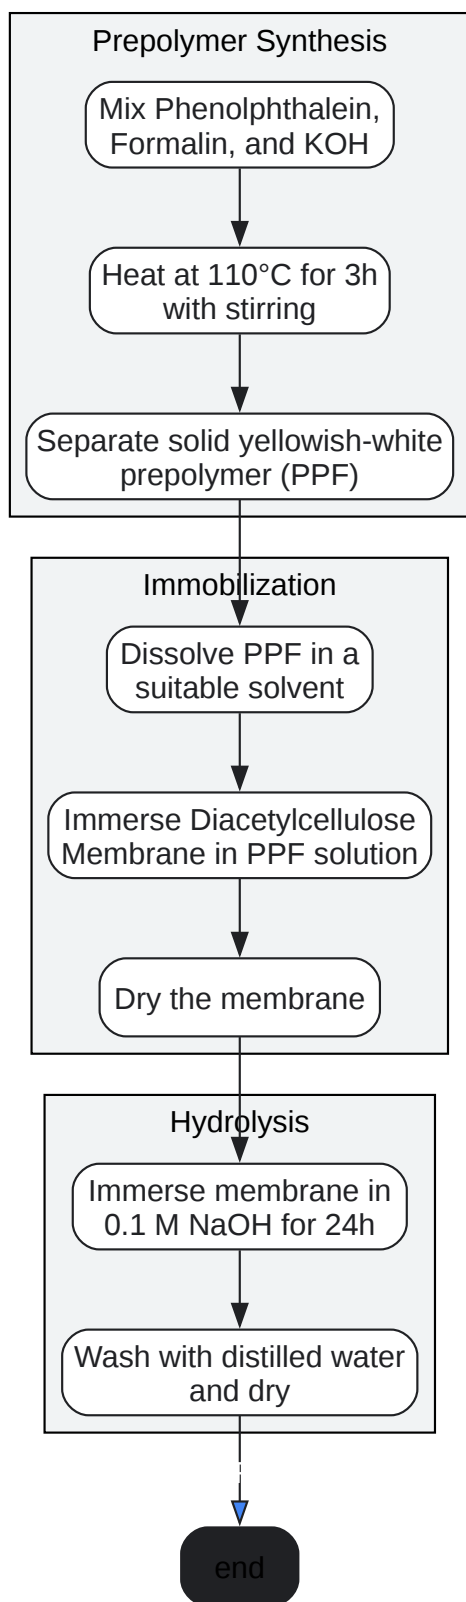 Prepolymer Synthesis
Mix Phenolphthalein,
Formalin, and KOH
Heat at 110°C for 3h
with stirring
Separate solid yellowish-white
prepolymer (PPF)
Immobilization
Dissolve PPF in a
suitable solvent
Immerse Diacetylcellulose
Membrane in PPF solution
Dry the membrane
Hydrolysis
Immerse membrane in
0.1 M NaOH for 24h
Wash with distilled water
and dry
end